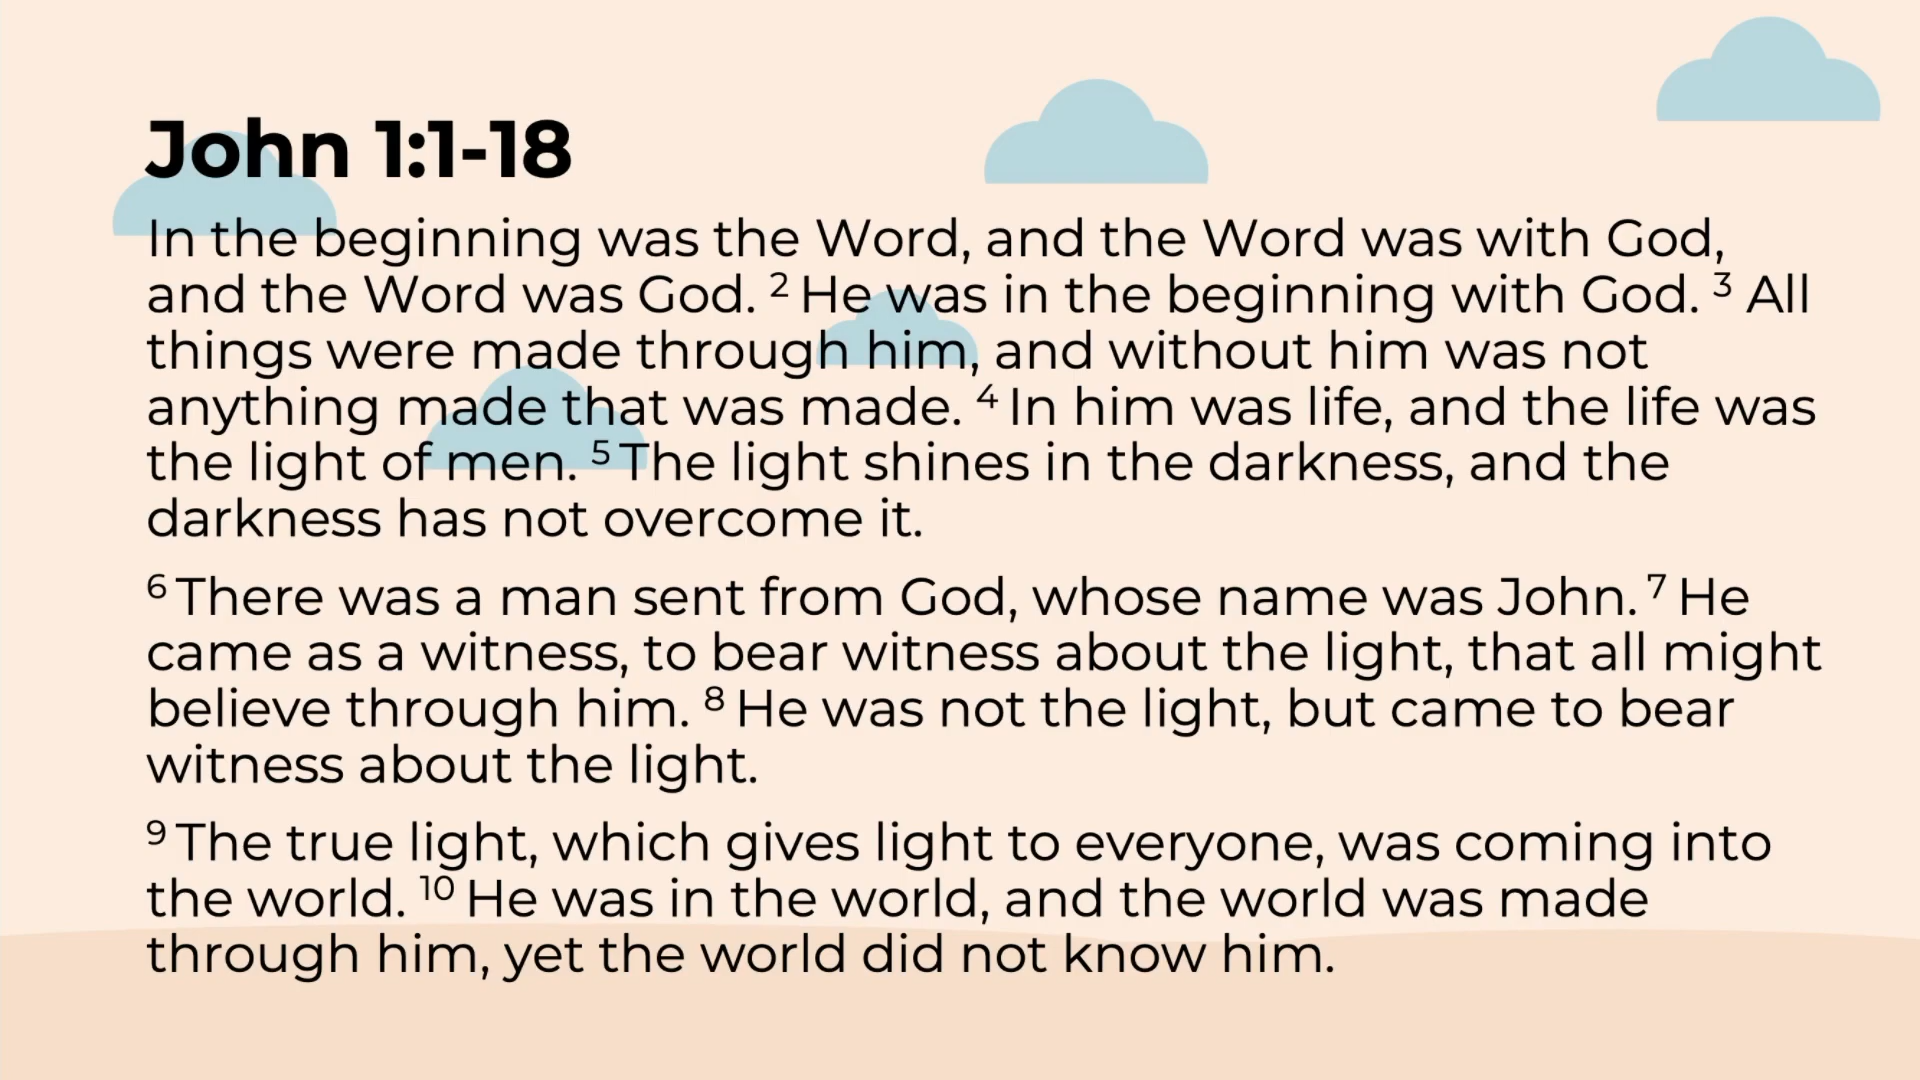 John 1:1-18
In the beginning was the Word, and the Word was with God,
and the Word was God. ² He was in the beginning with God. ³ All
things were made through him, and without him was not
anything made that was made. ⁴ In him was life, and the life was
the light of men. ⁵ The light shines in the darkness, and the
darkness has not overcome it.
⁶ There was a man sent from God, whose name was John. ⁷ He
came as a witness, to bear witness about the light, that all might
believe through him. ⁸ He was not the light, but came to bear
witness about the light.
⁹ The true light, which gives light to everyone, was coming into
the world. ¹⁰ He was in the world, and the world was made
through him, yet the world did not know him.